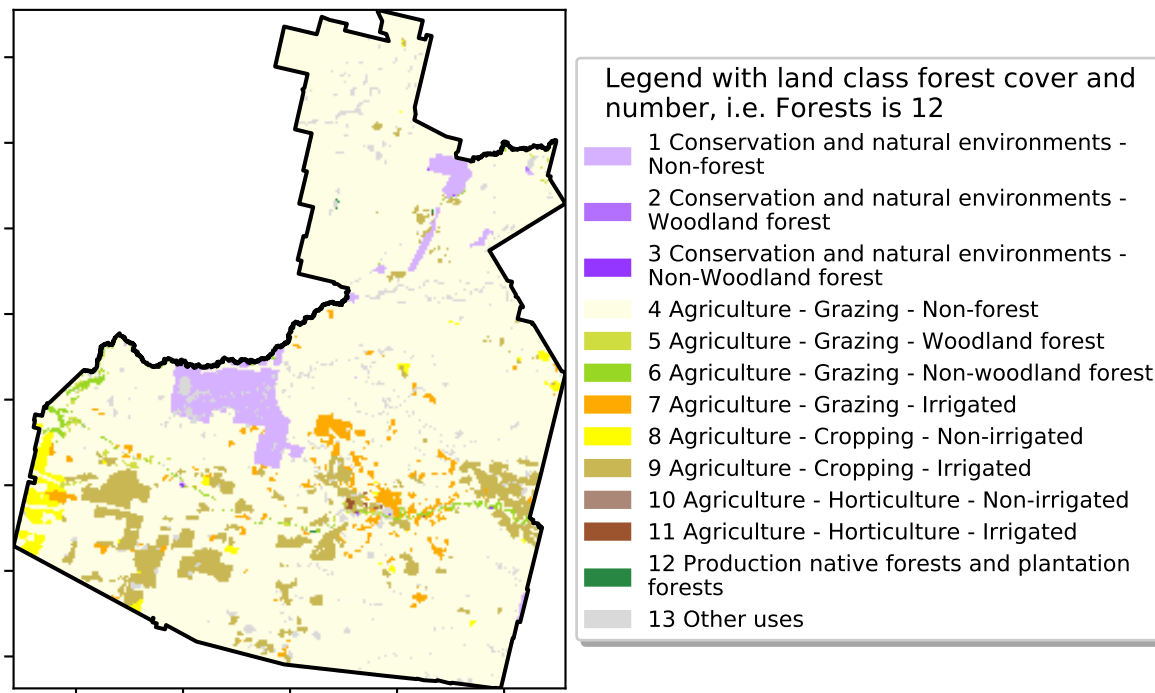 Legend with land class forest cover and
number, i.e. Forests is 12
1 Conservation and natural environments -
Non-forest
2 Conservation and natural environments -
Woodland forest
3 Conservation and natural environments -
Non-Woodland forest
4 Agriculture - Grazing - Non-forest
5 Agriculture - Grazing - Woodland forest
6 Agriculture - Grazing - Non-woodland forest
7 Agriculture - Grazing - Irrigated
8 Agriculture - Cropping - Non-irrigated
9 Agriculture - Cropping - Irrigated
10 Agriculture - Horticulture - Non-irrigated
11 Agriculture - Horticulture - Irrigated
12 Production native forests and plantation
forests
13 Other uses